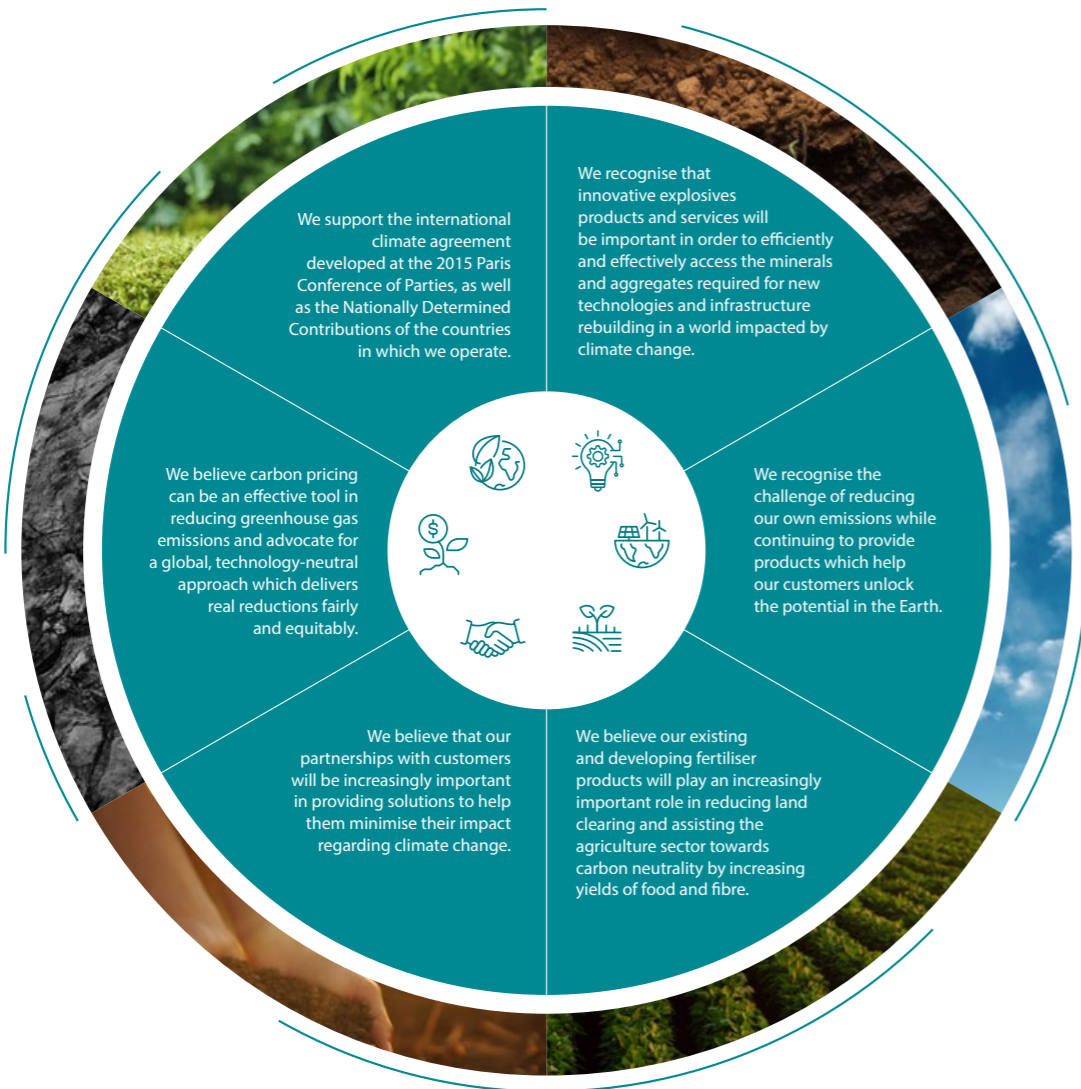 We support the international
climate agreement
developed at the 2015 Paris
Conference of Parties, as well
as the Nationally Determined
Contributions of the countries
in which we operate.
We recognise that
innovative explosives
products and services will
be important in order to efficiently
and effectively access the minerals
and aggregates required for new
technologies and infrastructure
rebuilding in a world impacted by
climate change.
We believe carbon pricing
can be an effective tool in
reducing greenhouse gas
emissions and advocate for
a global, technology-neutral
approach which delivers
real reductions fairly
and equitably.
$
We recognise the
challenge of reducing
our own emissions while
continuing to provide
products which help
our customers unlock
the potential in the Earth.
We believe that our
partnerships with customers
will be increasingly important
in providing solutions to help
them minimise their impact
regarding climate change.
We believe our existing
and developing fertiliser
products will play an increasingly
important role in reducing land
clearing and assisting the
agriculture sector towards
carbon neutrality by increasing
yields of food and fibre.